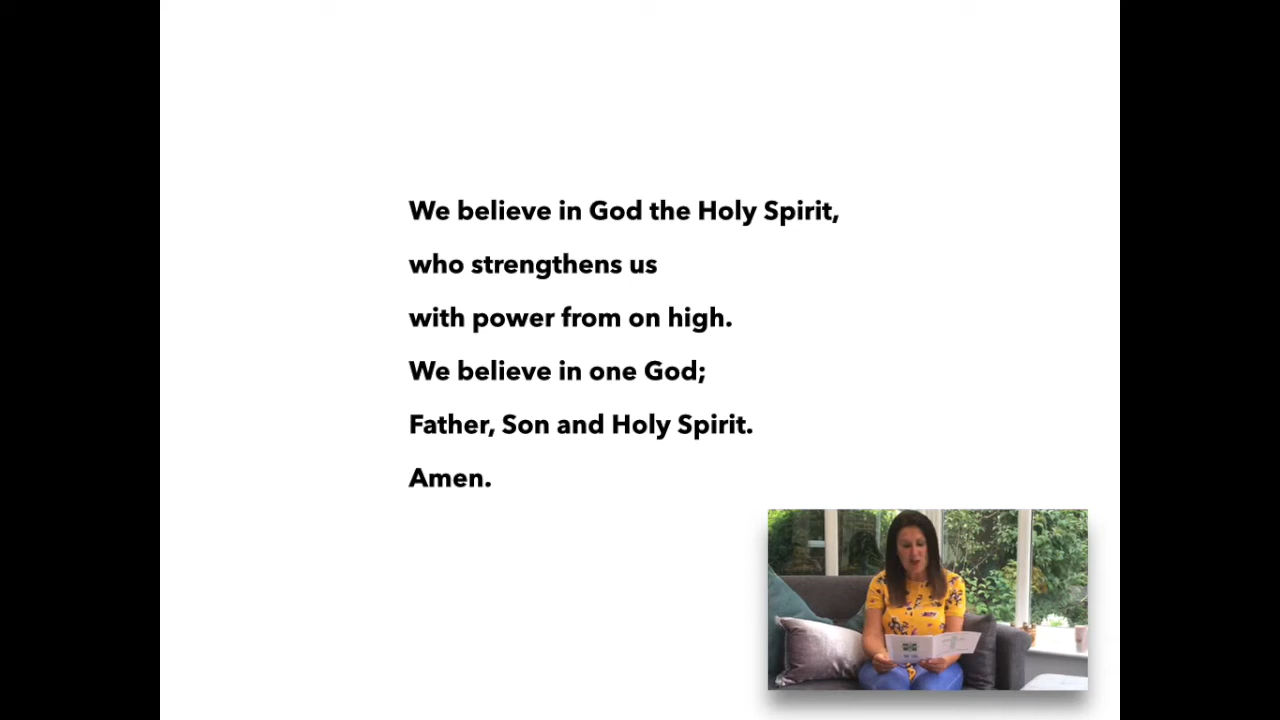 We believe in God the Holy Spirit,
who strengthens us
with power from on high.
We believe in one God;
Father, Son and Holy Spirit.
Amen.